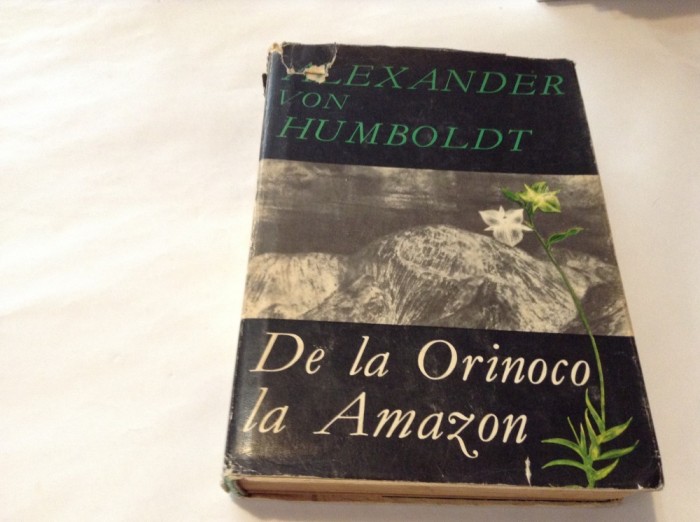 ALEXANDER
VON
HUMBOLDT
De la Orinoco
la Amazon